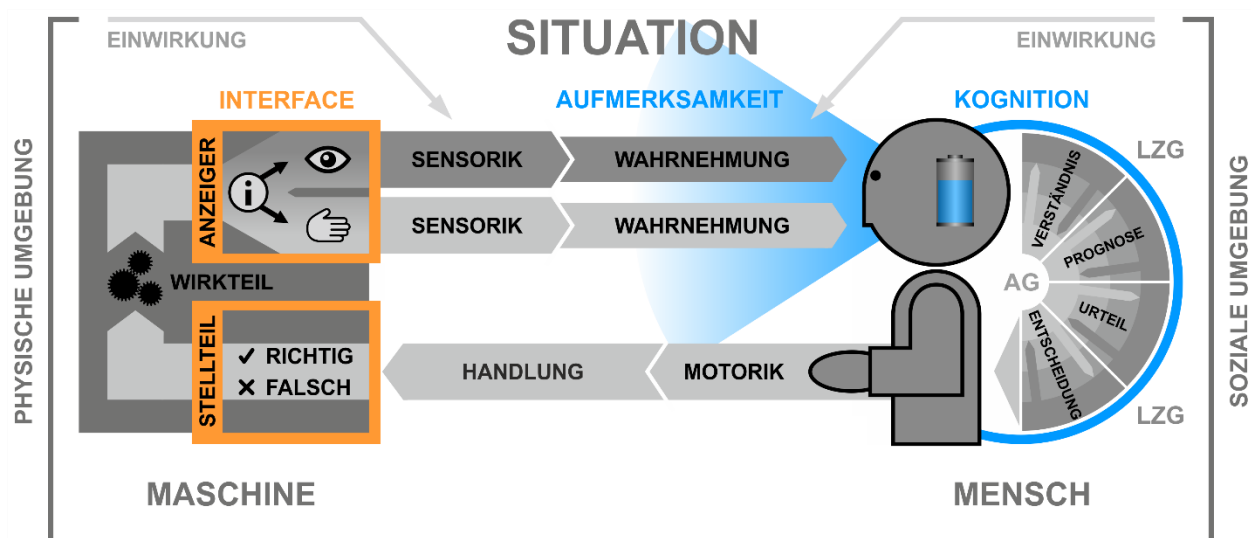 SITUATION
EINWIRKUNG
EINWIRKUNG
INTERFACE
AUFMERKSAMKEIT
KOGNITION
PHYSISCHE UMGEBUNG
SOZIALE UMGEBUNG
ANZEIGER
i
SENSORIK
WAHRNEHMUNG
SENSORIK
WAHRNEHMUNG
LZG
VERSTÄNDNIS
PROGNOSE
AG
URTEIL
ENTSCHEIDUNG
LZG
WIRKTEIL
STELLTEIL
✓ RICHTIG
✕ FALSCH
HANDLUNG
MOTORIK
MASCHINE
MENSCH